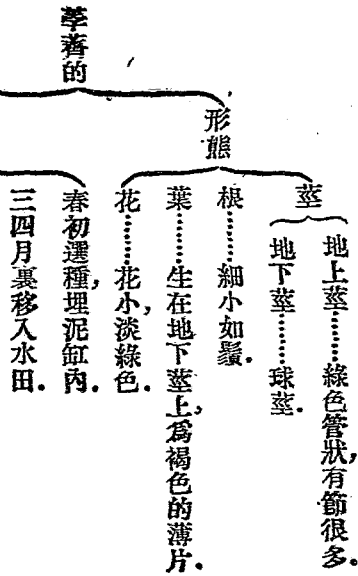 荸薺的
形態
莖
地上莖………綠色管狀，有節很多．
地下莖………球莖．
根………細小如鬚．
葉………生在地下莖上，爲褐色的薄片．
花………花小，淡綠色．
春初選種，埋泥缸內．
三四月裏移入水田．